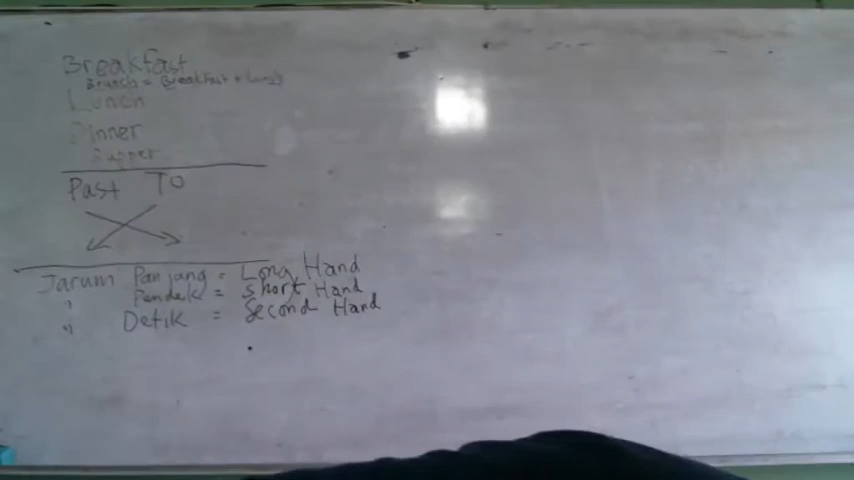 Breakfast
Brunch = Breakfast + Lunch
Lunch
Dinner
Supper
Past To
Jarum Panjang = Long Hand
" Pendek = Short Hand
" Detik = Second Hand